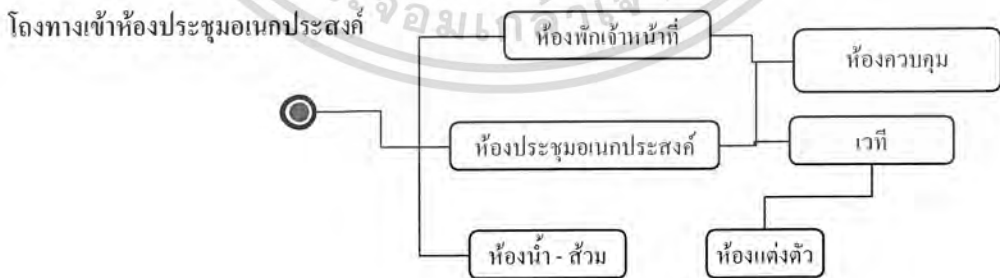 โถงทางเข้าห้องประชุมอเนกประสงค์
ห้องพักเจ้าหน้าที่
ห้องควบคุม
ห้องประชุมอเนกประสงค์
เวที
ห้องน้ำ - ส้วม
ห้องแต่งตัว